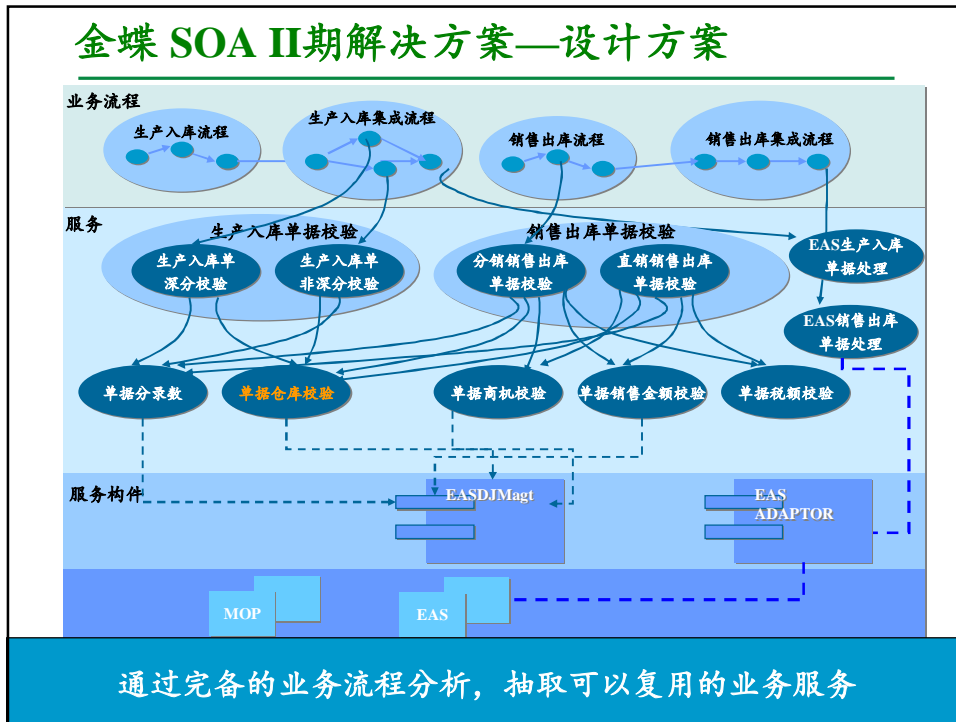 金蝶 SOA II期解决方案—设计方案
业务流程
生产入库流程
生产入库集成流程
销售出库流程
销售出库集成流程
服务
生产入库单据校验
销售出库单据校验
生产入库单
深分校验
生产入库单
非深分校验
分销销售出库
单据校验
直销销售出库
单据校验
EAS生产入库
单据处理
EAS销售出库
单据处理
单据分录数
单据仓库校验
单据商机校验
单据销售金额校验
单据税额校验
服务构件
EASDJMagt
EAS
ADAPTOR
MOP
EAS
通过完备的业务流程分析，抽取可以复用的业务服务